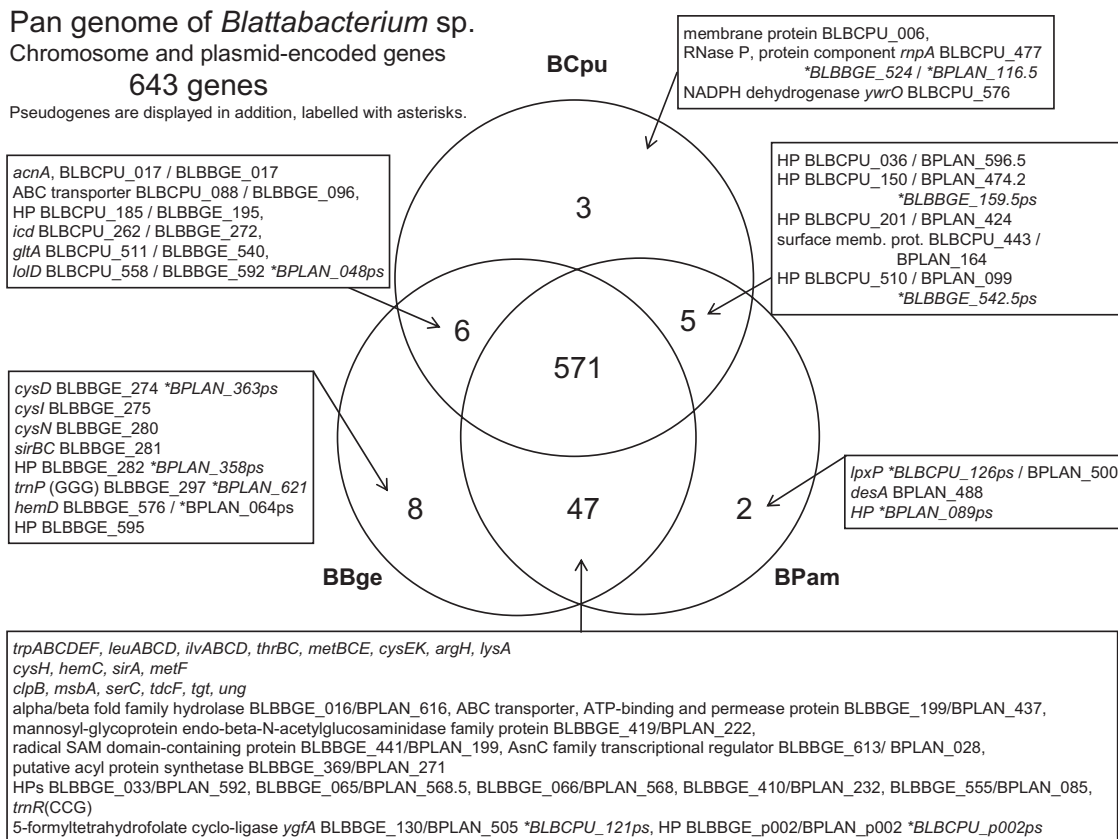 Pan genome of Blattabacterium sp.
Chromosome and plasmid-encoded genes
643 genes
Pseudogenes are displayed in addition, labelled with asterisks.
BCpu
membrane protein BLBCPU_006,
RNase P, protein component rnpA BLBCPU_477
*BLBBGE_524 / *BPLAN_116.5
NADPH dehydrogenase ywrO BLBCPU_576
acnA, BLBCPU_017 / BLBBGE_017
ABC transporter BLBCPU_088 / BLBBGE_096,
HP BLBCPU_185 / BLBBGE_195,
icd BLBCPU_262 / BLBBGE_272,
gltA BLBCPU_511 / BLBBGE_540,
lolD BLBCPU_558 / BLBBGE_592 *BPLAN_048ps
HP BLBCPU_036 / BPLAN_596.5
HP BLBCPU_150 / BPLAN_474.2
*BLBBGE_159.5ps
HP BLBCPU_201 / BPLAN_424
surface memb. prot. BLBCPU_443 /
BPLAN_164
HP BLBCPU_510 / BPLAN_099
*BLBBGE_542.5ps
3
6
5
571
cysD BLBBGE_274 *BPLAN_363ps
cysI BLBBGE_275
cysN BLBBGE_280
sirBC BLBBGE_281
HP BLBBGE_282 *BPLAN_358ps
trnP (GGG) BLBBGE_297 *BPLAN_621
hemD BLBBGE_576 / *BPLAN_064ps
HP BLBBGE_595
8
47
2
lpxP *BLBCPU_126ps / BPLAN_500
desA BPLAN_488
HP *BPLAN_089ps
BBge
BPam
trpABCDEF, leuABCD, ilvABCD, thrBC, metBCE, cysEK, argH, lysA
cysH, hemC, sirA, metF
clpB, msbA, serC, tdcF, tgt, ung
alpha/beta fold family hydrolase BLBBGE_016/BPLAN_616, ABC transporter, ATP-binding and permease protein BLBBGE_199/BPLAN_437,
mannosyl-glycoprotein endo-beta-N-acetylglucosaminidase family protein BLBBGE_419/BPLAN_222,
radical SAM domain-containing protein BLBBGE_441/BPLAN_199, AsnC family transcriptional regulator BLBBGE_613/ BPLAN_028,
putative acyl protein synthetase BLBBGE_369/BPLAN_271
HPs BLBBGE_033/BPLAN_592, BLBBGE_065/BPLAN_568.5, BLBBGE_066/BPLAN_568, BLBBGE_410/BPLAN_232, BLBBGE_555/BPLAN_085,
trnR(CCG)
5-formyltetrahydrofolate cyclo-ligase ygfA BLBBGE_130/BPLAN_505 *BLBCPU_121ps, HP BLBBGE_p002/BPLAN_p002 *BLBCPU_p002ps